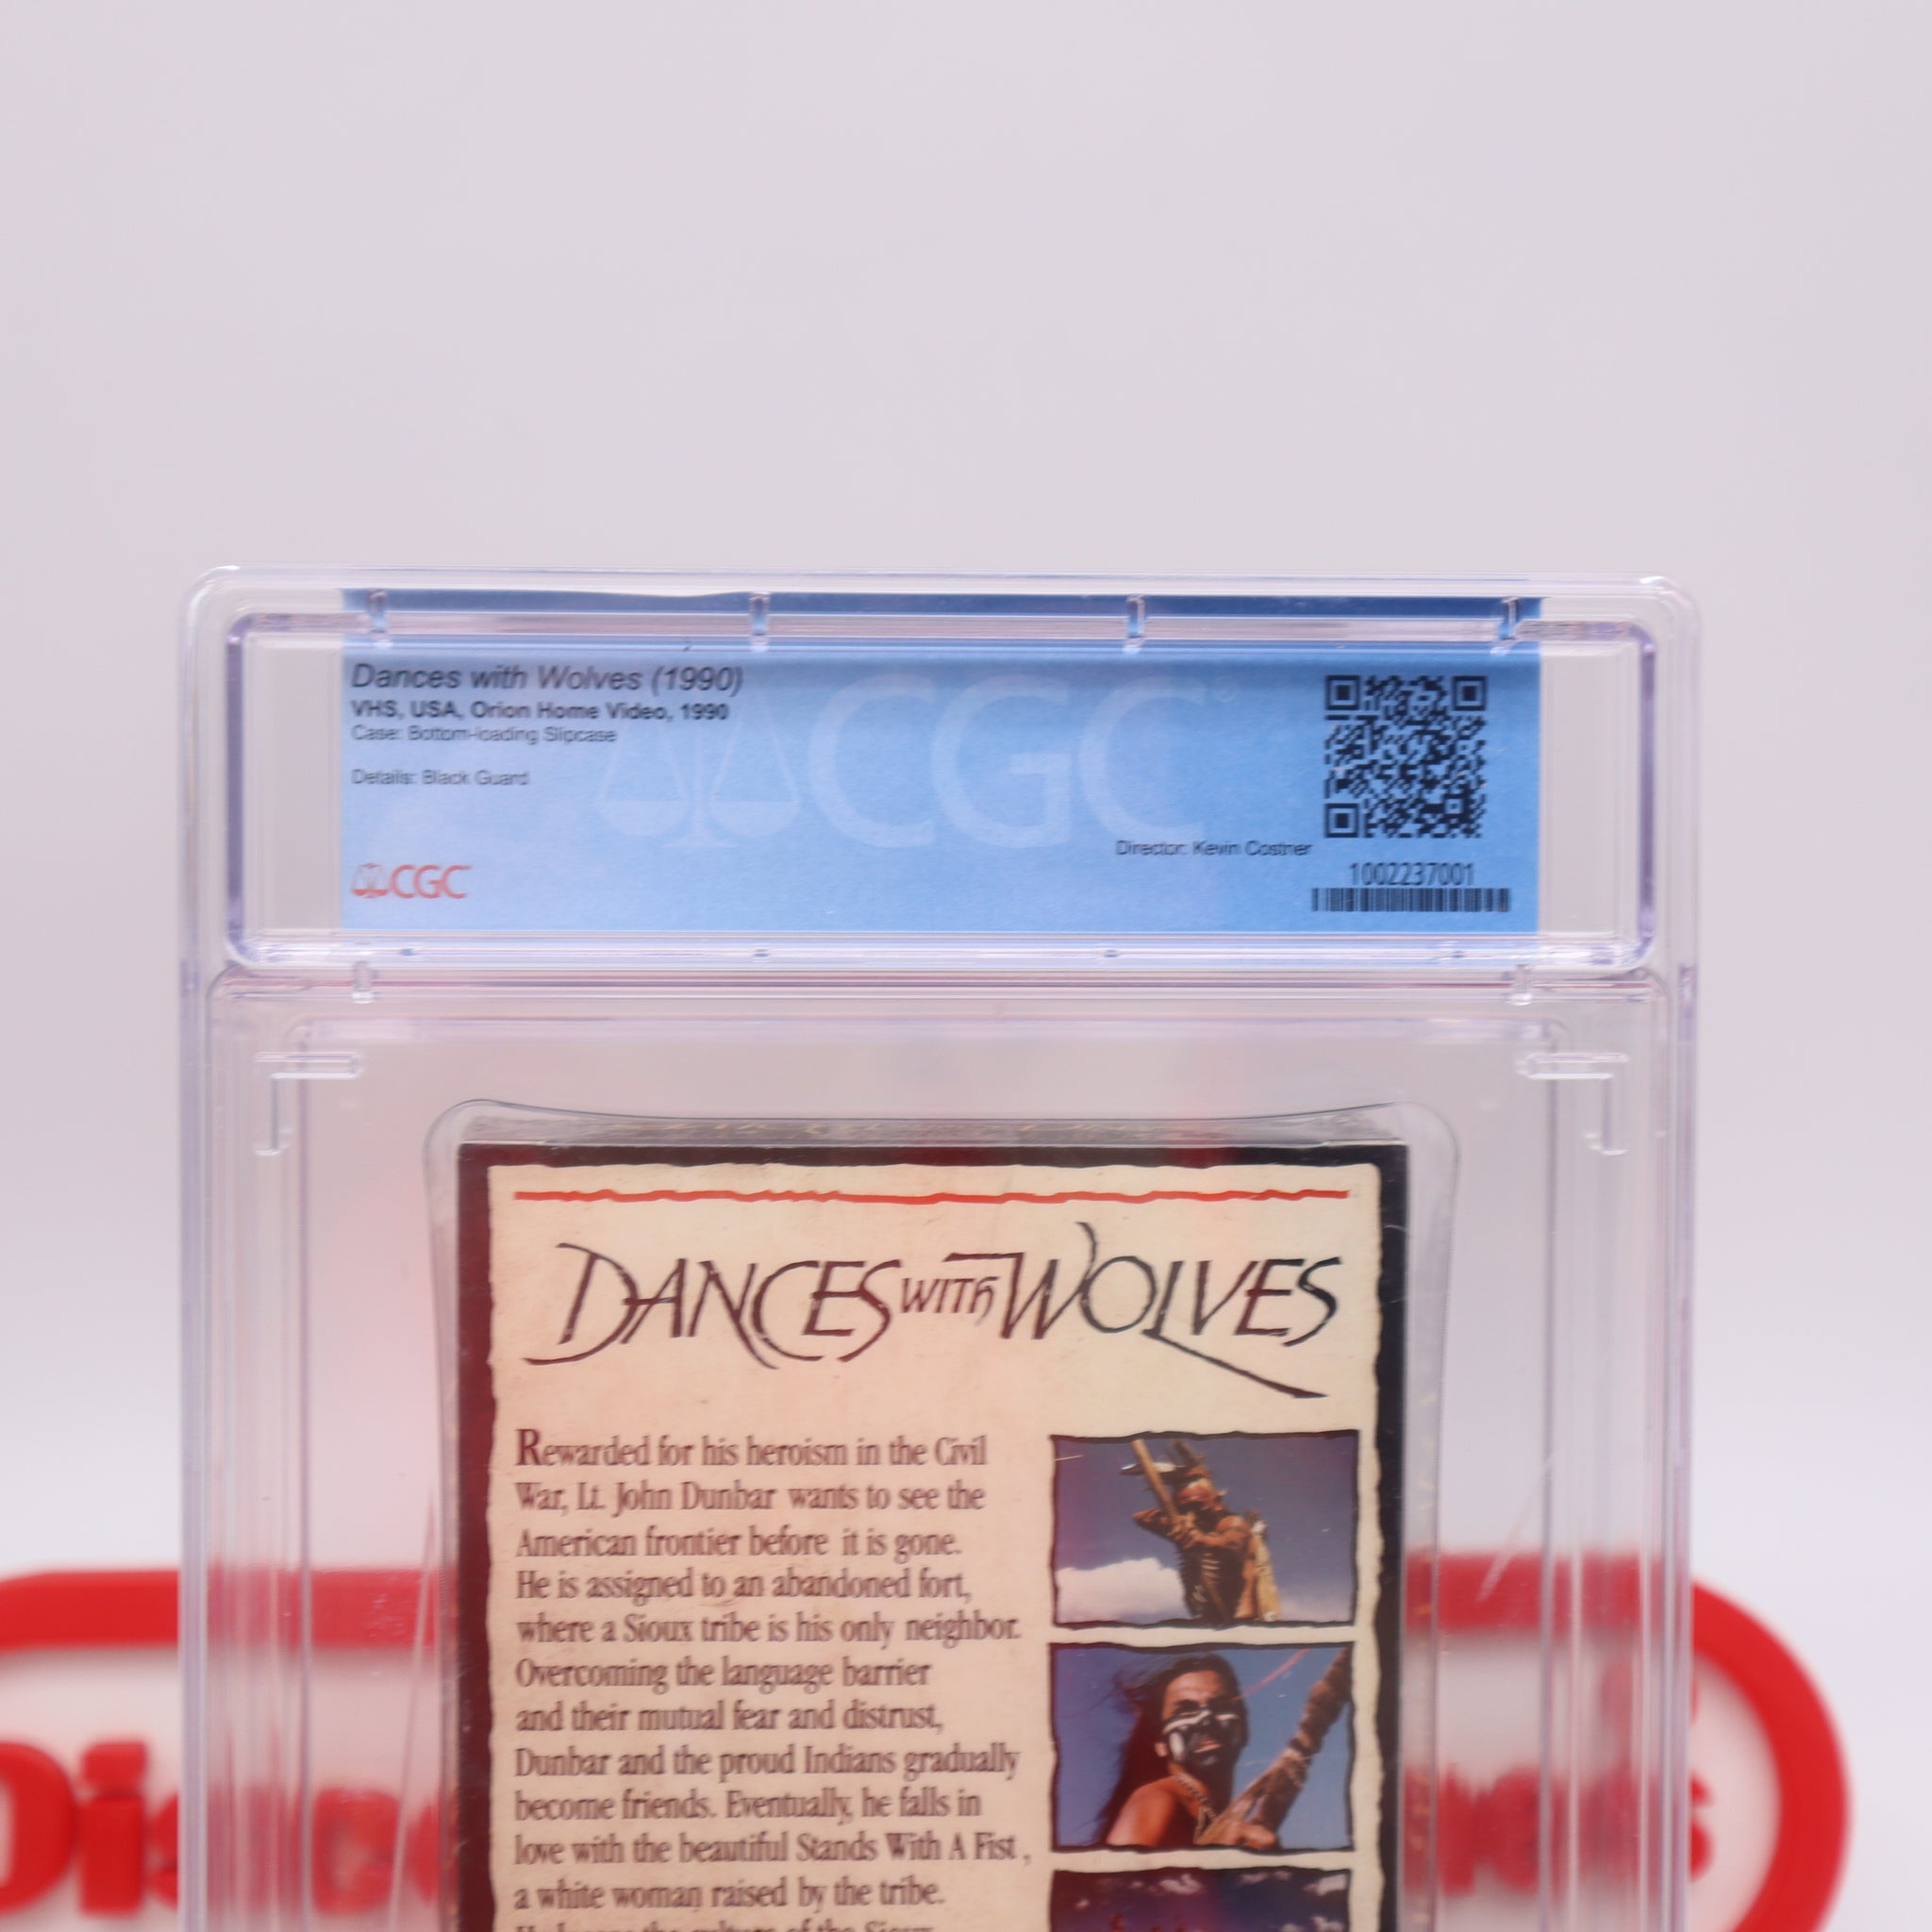 Dances with Wolves (1990)
VHS, USA, Orion Home Video, 1990
Case: Bottom-loading Slipcase
Details: Black Guard
CGC
Director: Kevin Costner
CGC
1002237001
DANCES WITH WOLVES
Rewarded for his heroism in the Civil
War, Lt. John Dunbar wants to see the
American frontier before it is gone.
He is assigned to an abandoned fort,
where a Sioux tribe is his only neighbor.
Overcoming the language barrier
and their mutual fear and distrust,
Dunbar and the proud Indians gradually
become friends. Eventually, he falls in
love with the beautiful Stands With A Fist,
a white woman raised by the tribe.